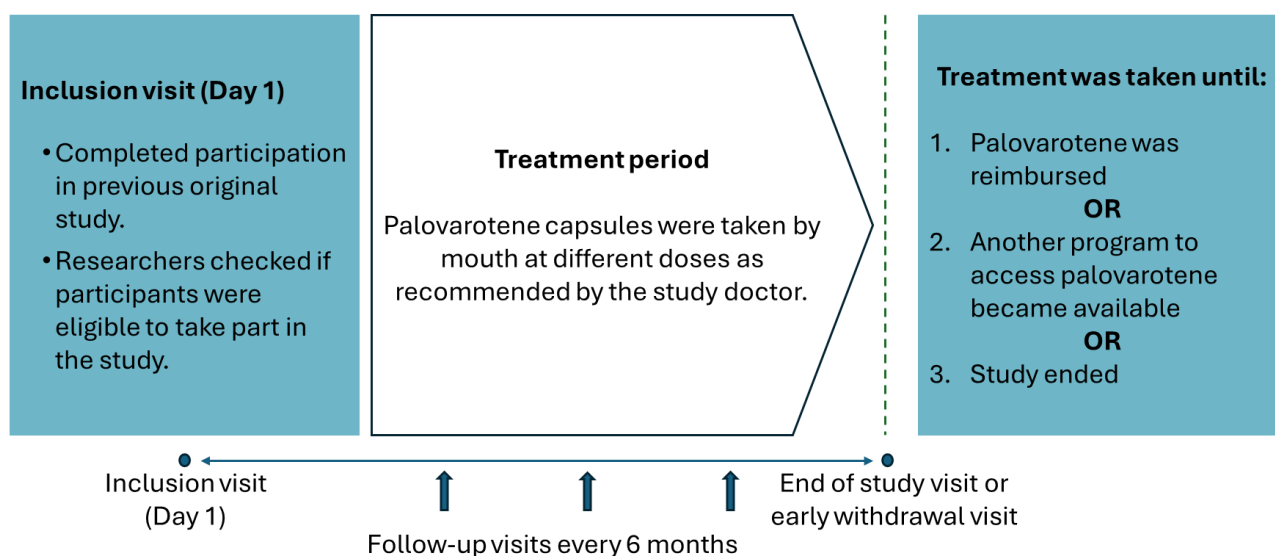 Inclusion visit (Day 1)
• Completed participation
in previous original
study.
• Researchers checked if
participants were
eligible to take part in
the study.
Treatment period
Palovarotene capsules were taken by
mouth at different doses as
recommended by the study doctor.
Treatment was taken until:
1. Palovarotene was
reimbursed
OR
2. Another program to
access palovarotene
became available
OR
3. Study ended
Inclusion visit
(Day 1)
Follow-up visits every 6 months
End of study visit or
early withdrawal visit